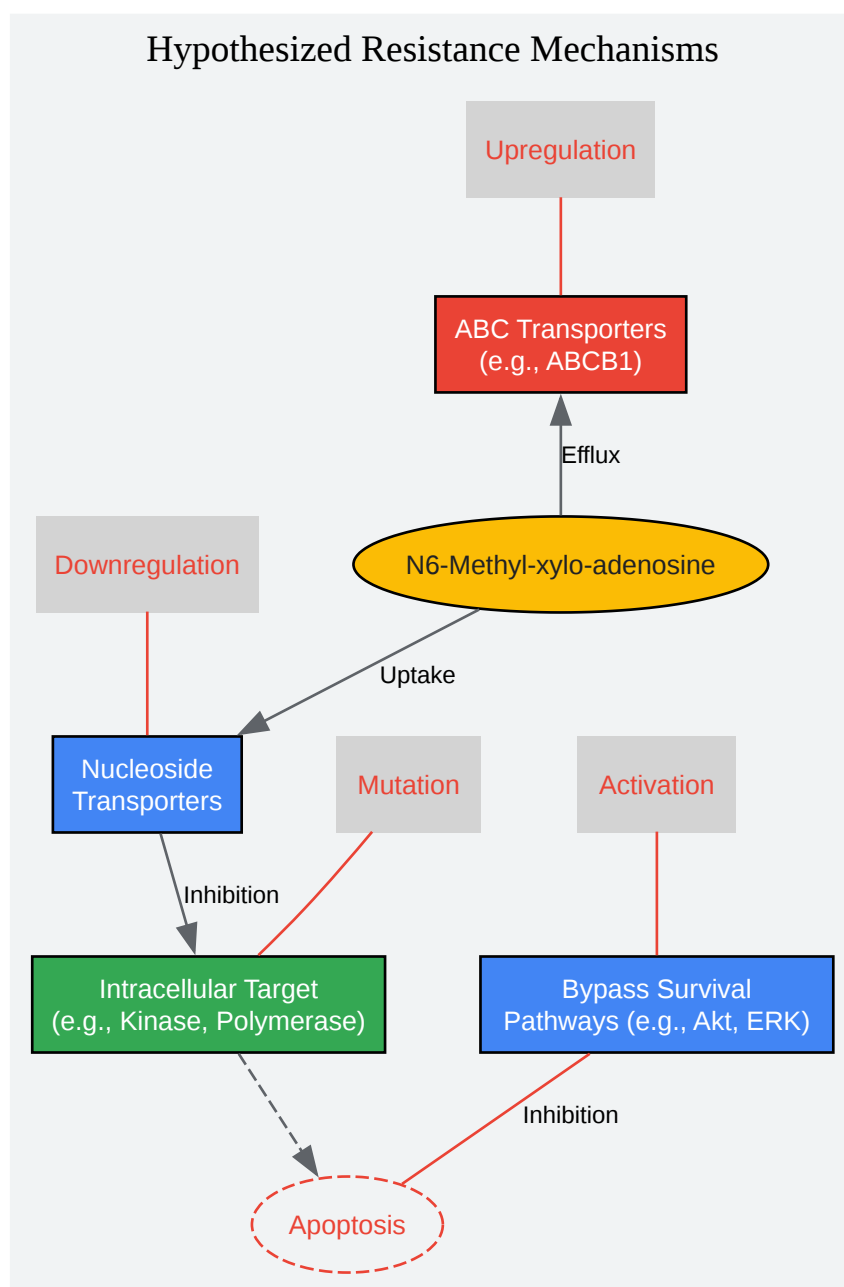 Hypothesized Resistance Mechanisms
Upregulation
ABC Transporters
(e.g., ABCB1)
Efflux
Downregulation
N6-Methyl-xylo-adenosine
Uptake
Nucleoside
Transporters
Mutation
Activation
Inhibition
Intracellular Target
(e.g., Kinase, Polymerase)
Bypass Survival
Pathways (e.g., Akt, ERK)
Inhibition
Apoptosis